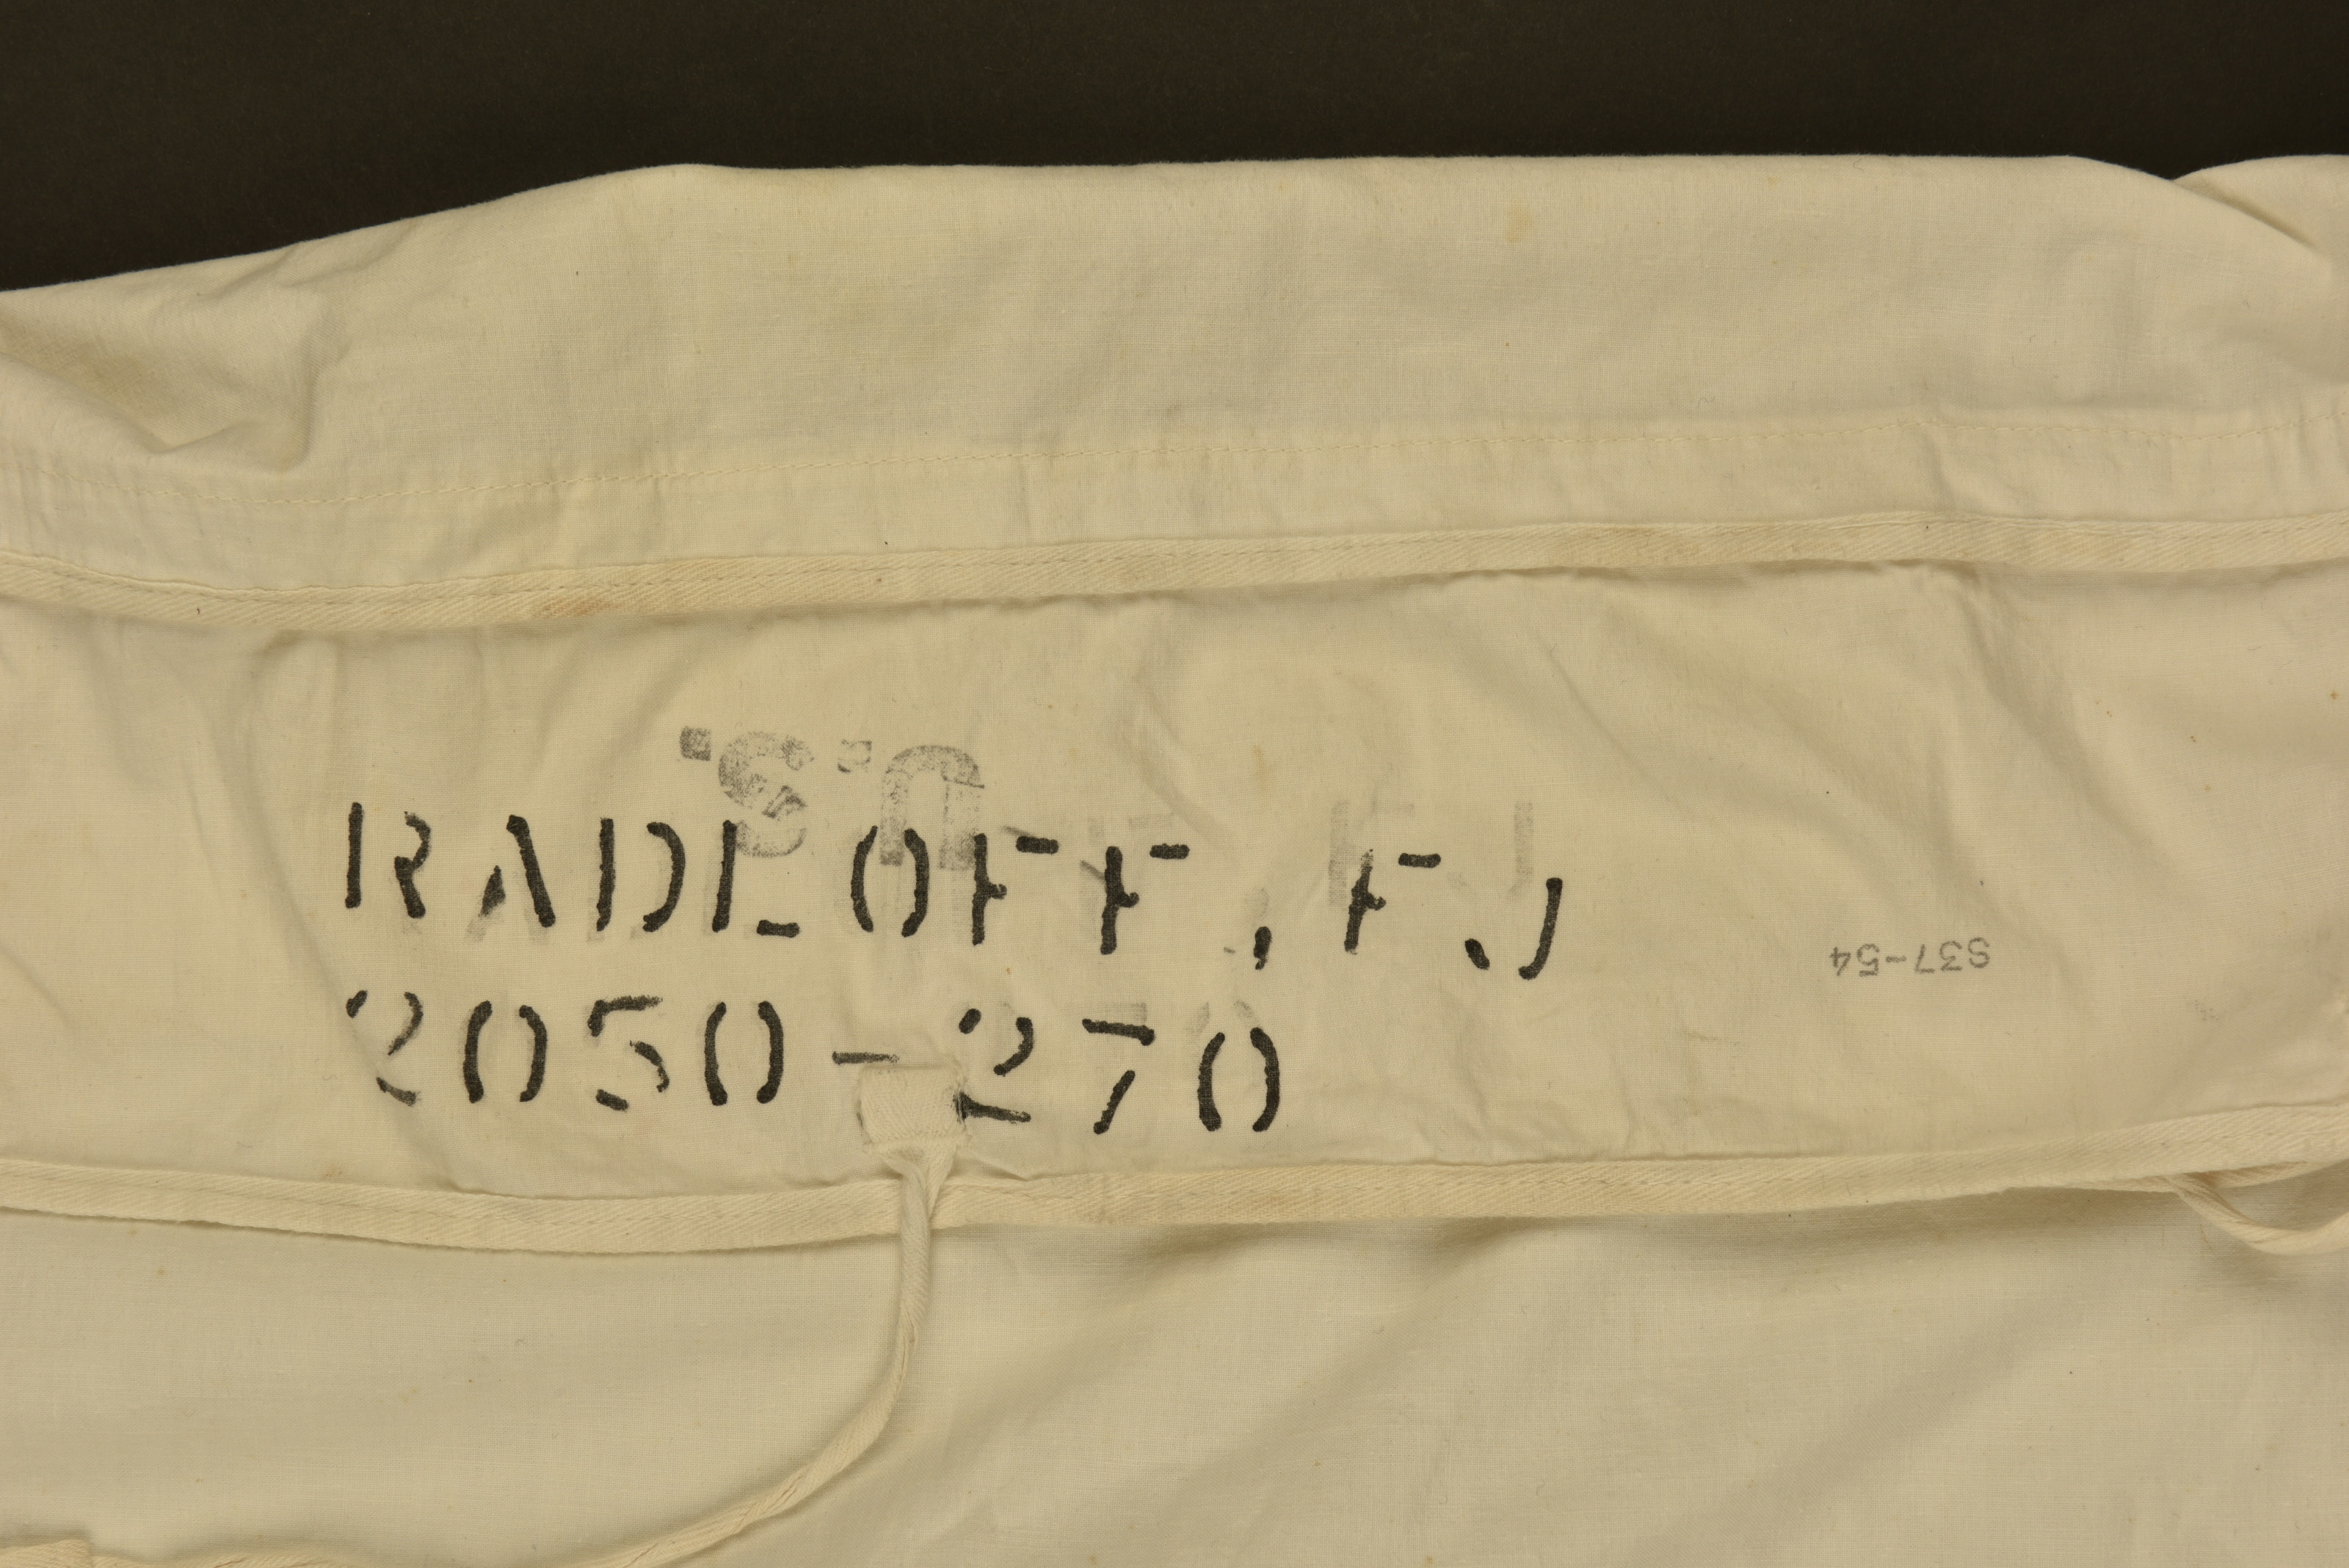 U.S.
RADLOFF, F.J
2050-270
S37-54